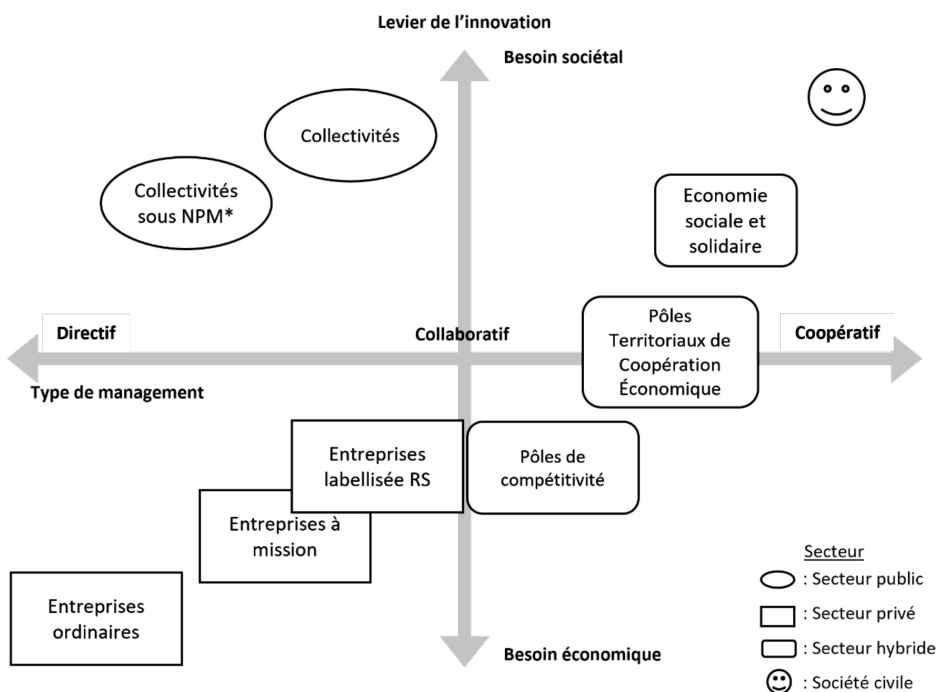 Levier de l'innovation
Besoin sociétal
Collectivités
Collectivités
sous NPM*
Economie
sociale et
solidaire
Directif
Collaboratif
Pôles
Territoriaux de
Coopération
Économique
Coopératif
Type de management
Entreprises
labellisée RS
Pôles de
compétitivité
Entreprises à
mission
Entreprises
ordinaires
Besoin économique
Secteur
: Secteur public
: Secteur privé
: Secteur hybride
: Société civile